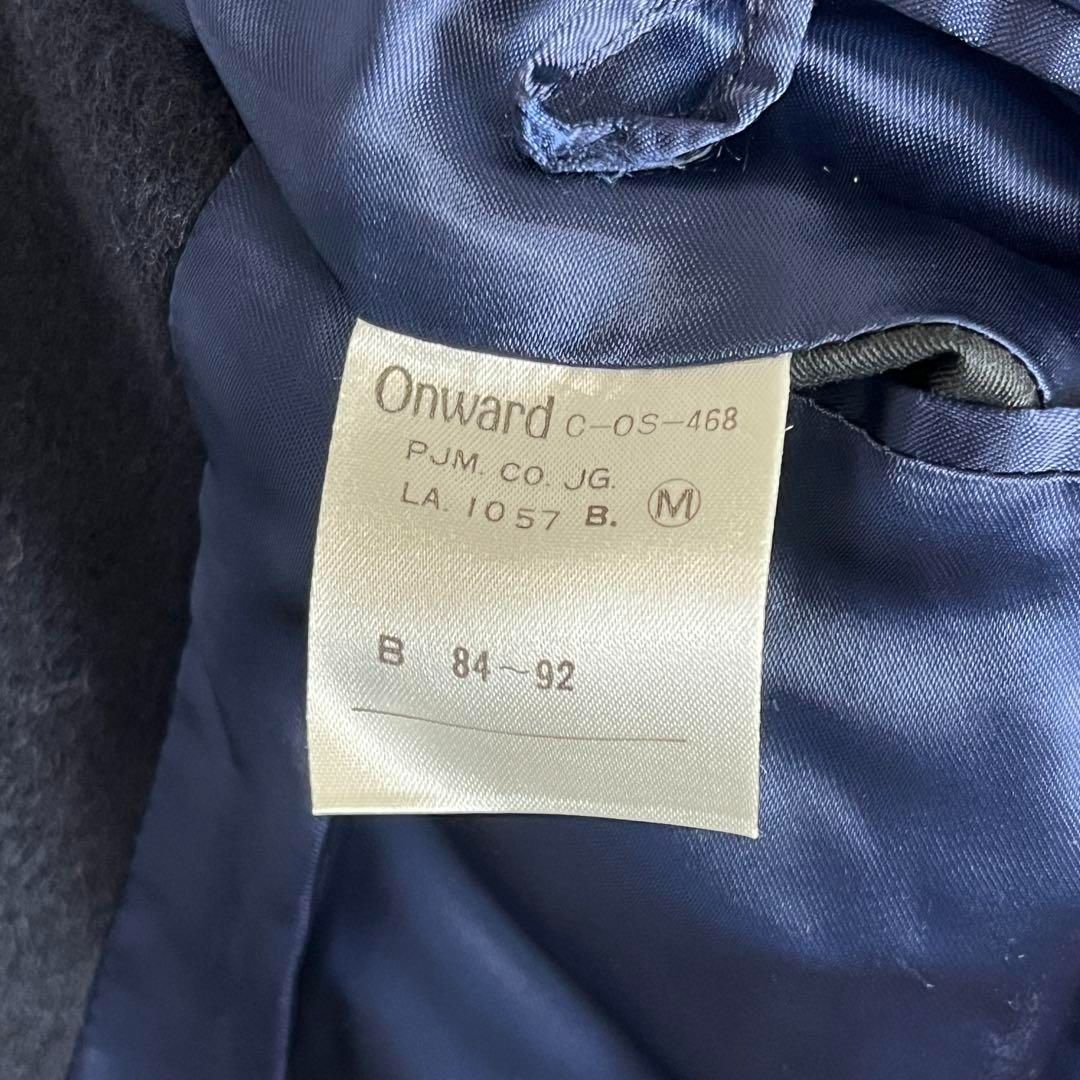 Onward C-OS-468
PJM. CO. JG.
LA. 1057 B. Ⓜ
B 84~92